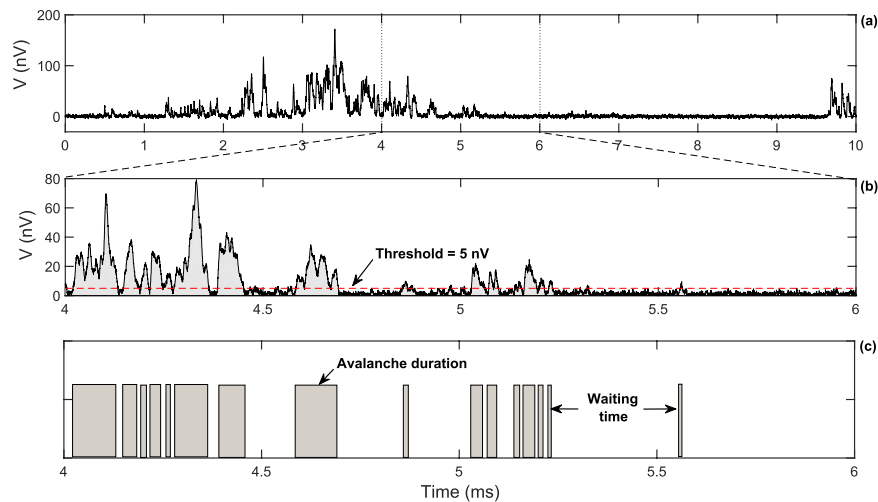 200
100
0
V (nV)
(a)
0 1 2 3 4 5 6 7 8 9 10
80
60
40
20
0
V (nV)
(b)
Threshold = 5 nV
4 4.5 5 5.5 6
(c)
Avalanche duration
Waiting
time
4 4.5 5 5.5 6
Time (ms)